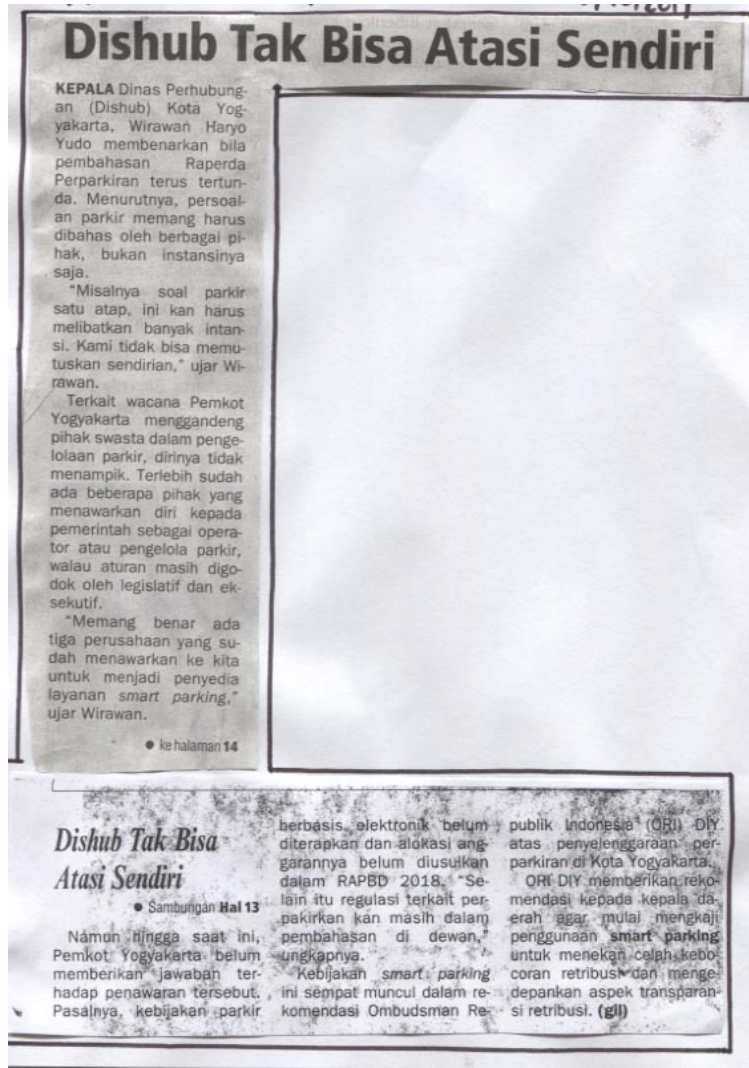 Dishub Tak Bisa Atasi Sendiri
KEPALA Dinas Perhubung-
an (Dishub) Kota Yog-
yakarta, Wirawan Haryo
Yudo membenarkan bila
pembahasan Raperda
Perparkiran terus tertun-
da. Menurutnya, persoal-
an parkir memang harus
dibahas oleh berbagai pi-
hak, bukan instansinya
saja.
"Misalnya soal parkir
satu atap, ini kan harus
melibatkan banyak intan-
si. Kami tidak bisa memu-
tuskan sendirian," ujar Wi-
rawan.
Terkait wacana Pemkot
Yogyakarta menggandeng
pihak swasta dalam penge-
lolaan parkir, dirinya tidak
menampik. Terlebih sudah
ada beberapa pihak yang
menawarkan diri kepada
pemerintah sebagai opera-
tor atau pengelola parkir,
walau aturan masih digo-
dok oleh legislatif dan ek-
sekutif.
"Memang benar ada
tiga perusahaan yang su-
dah menawarkan ke kita
untuk menjadi penyedia
layanan smart parking,"
ujar Wirawan.
● ke halaman 14
Dishub Tak Bisa
Atasi Sendiri
● Sambungan Hal 13
Namun hingga saat ini,
Pemkot Yogyakarta belum
memberikan jawaban ter-
hadap penawaran tersebut.
Pasalnya, kebijakan parkir
berbasis elektronik belum
diterapkan dan alokasi ang-
garannya belum diusulkan
dalam RAPBD 2018. "Se-
lain itu regulasi terkait per-
pakirkan kan masih dalam
pembahasan di dewan,"
ungkapnya.
Kebijakan smart parking
ini sempat muncul dalam re-
komendasi Ombudsman Re-
publik Indonesia (ORI) DIY
atas penyelenggaraan per-
parkiran di Kota Yogyakarta.
ORI DIY memberikan reko-
mendasi kepada kepala da-
erah agar mulai mengkaji
penggunaan smart parking
untuk menekan celah kebo-
coran retribusi dan menge-
depankan aspek transparan-
si retribusi. (gil)